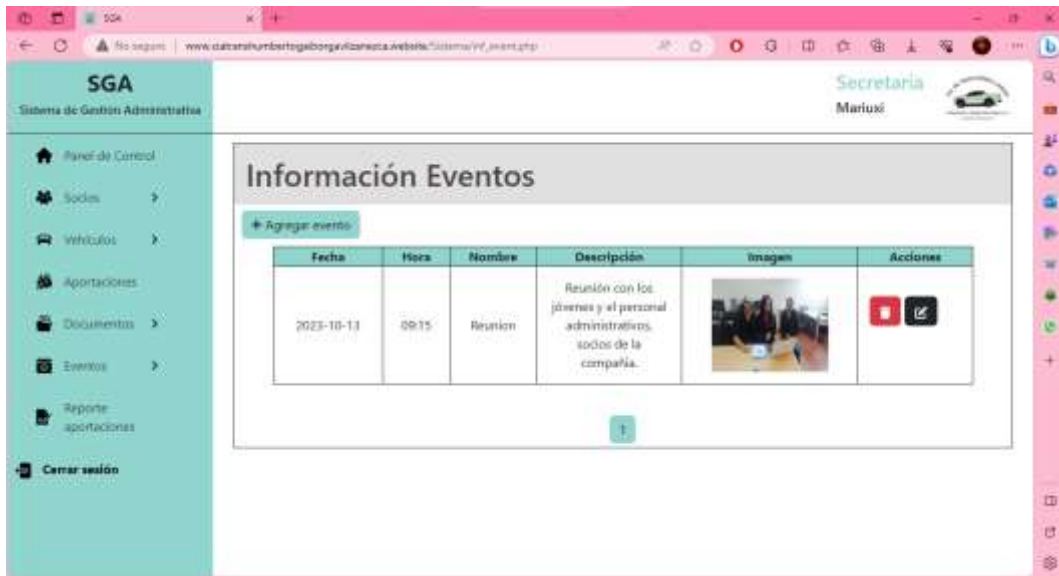 SGA
No seguro
SGA
Sistema de Gestión Administrativa
Secretaria
Mariuxi
Panel de Control
Socios
Vehículos
Aportaciones
Documentos
Eventos
Reporte
aportaciones
Cerrar sesión
Información Eventos
+ Agregar evento
Fecha Hora Nombre Descripción Imagen Acciones
2023-10-13 09:15 Reunion
Reunión con los
jóvenes y el personal
administrativos,
socios de la
compañía.
1